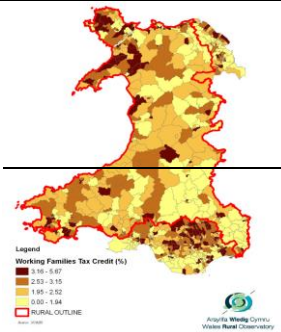 Legend
Working Families Tax Credit (%)
3.16 - 5.67
2.53 - 3.15
1.95 - 2.52
0.00 - 1.94
RURAL OUTLINE
Arsyllfa Wledig Cymru
Wales Rural Observatory